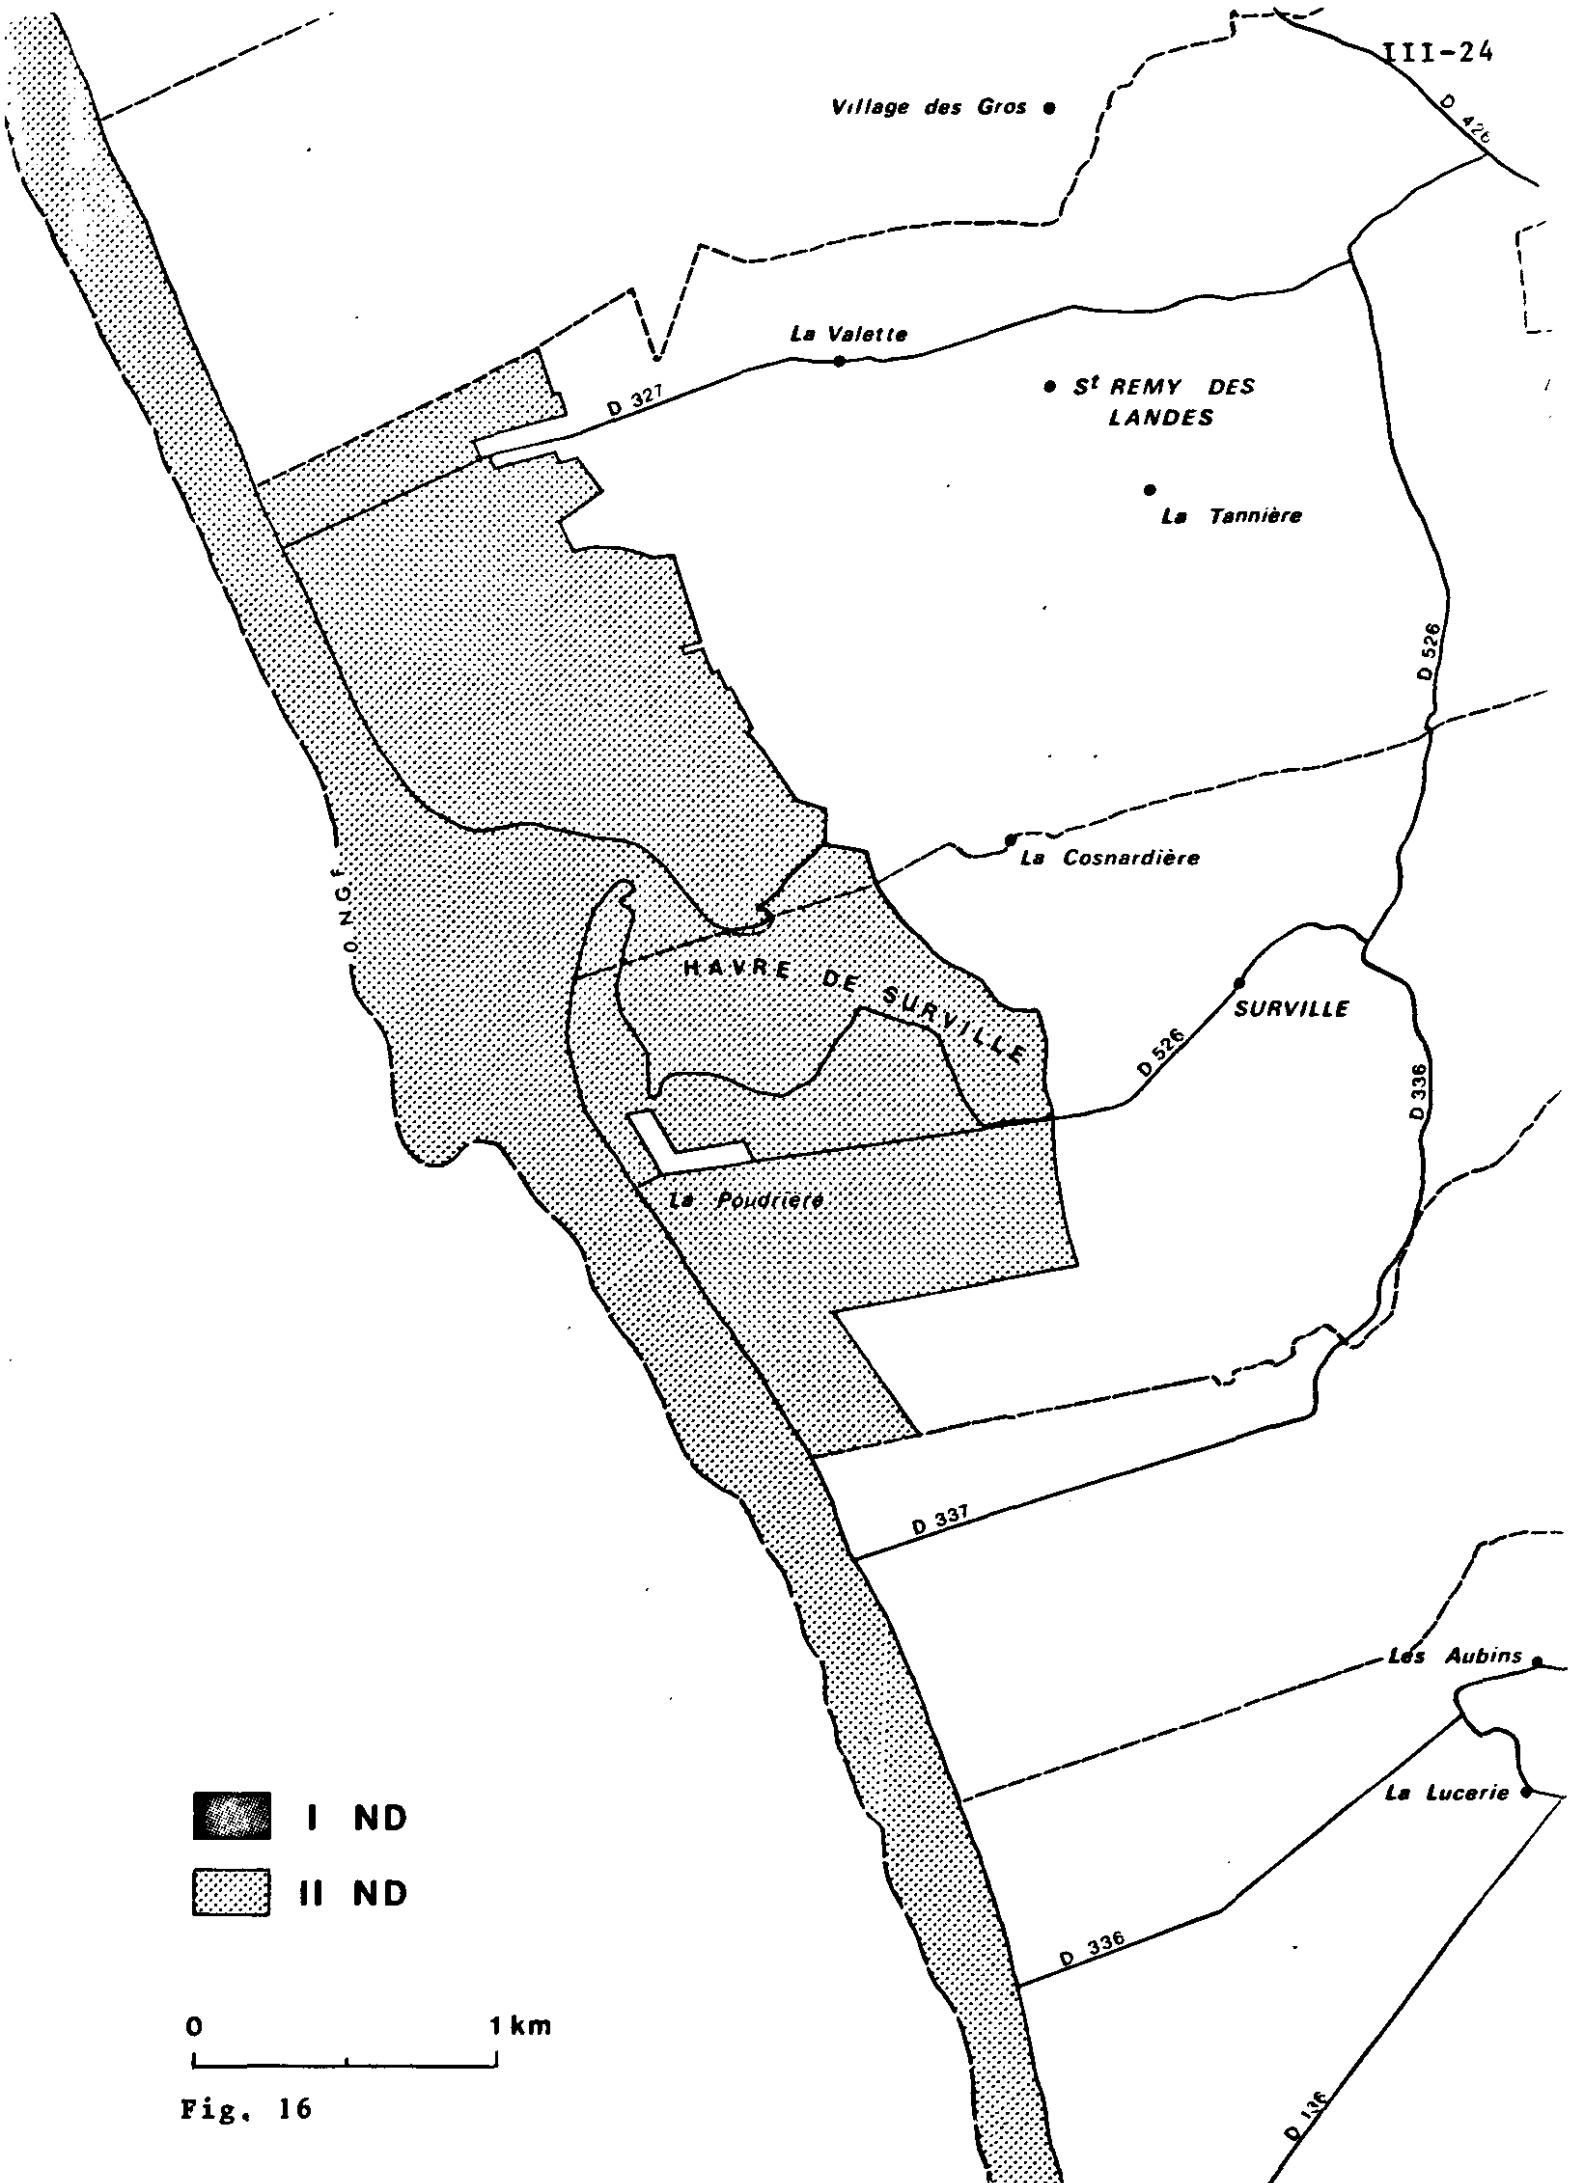 III-24
D 426
Village des Gros
La Valette
D 327
St REMY DES
LANDES
La Tannière
D 526
La Cosnardière
O. N G F.
HAVRE DE SURVILLE
SURVILLE
D 526
D 336
La Poudrière
D 337
Les Aubins
La Lucerie
I ND
II ND
D 336
0 1 km
D 136
Fig. 16